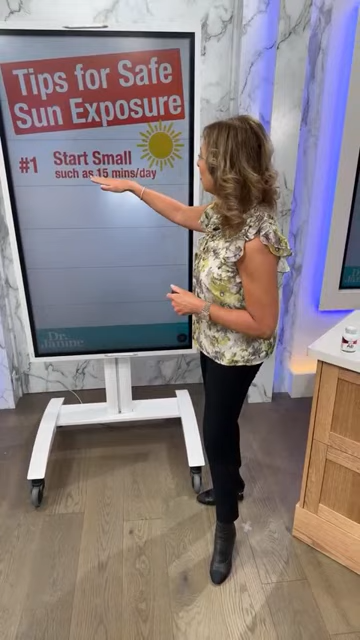 Tips for Safe
Sun Exposure
#1 Start Small
such as 15 mins/day
Dr.
Janine